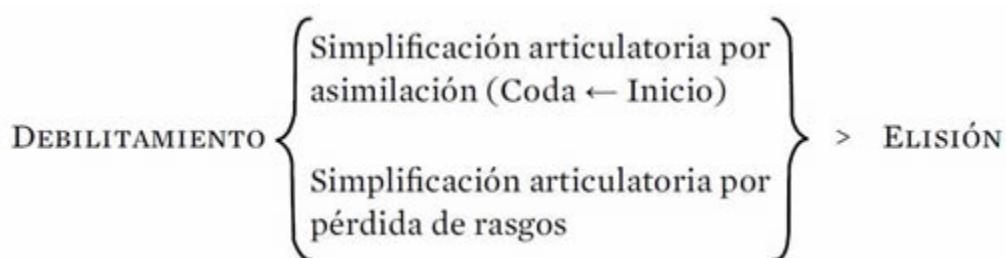 Simplificación articulatoria por
asimilación (Coda ← Inicio)
DEBILITAMIENTO > ELISIÓN
Simplificación articulatoria por
pérdida de rasgos